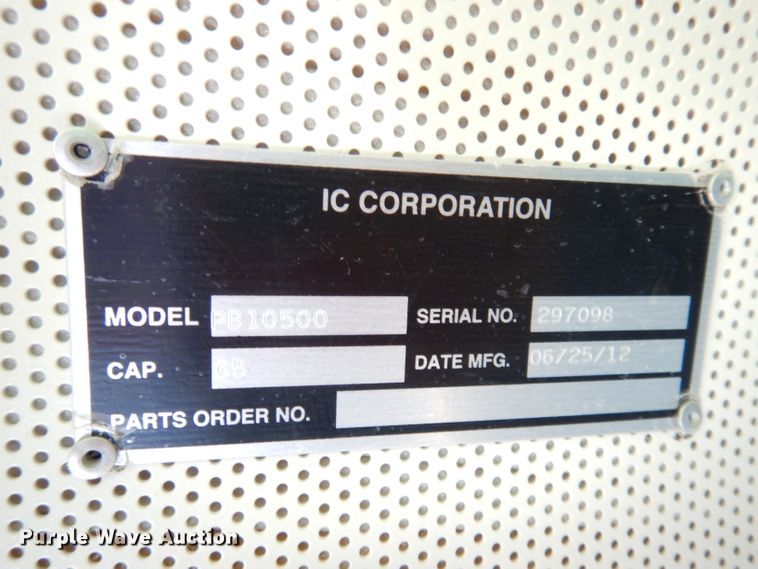 IC CORPORATION
MODEL PB10500 SERIAL NO. 297098
CAP. 65 DATE MFG. 06/25/12
PARTS ORDER NO.
Purple Wave Auction